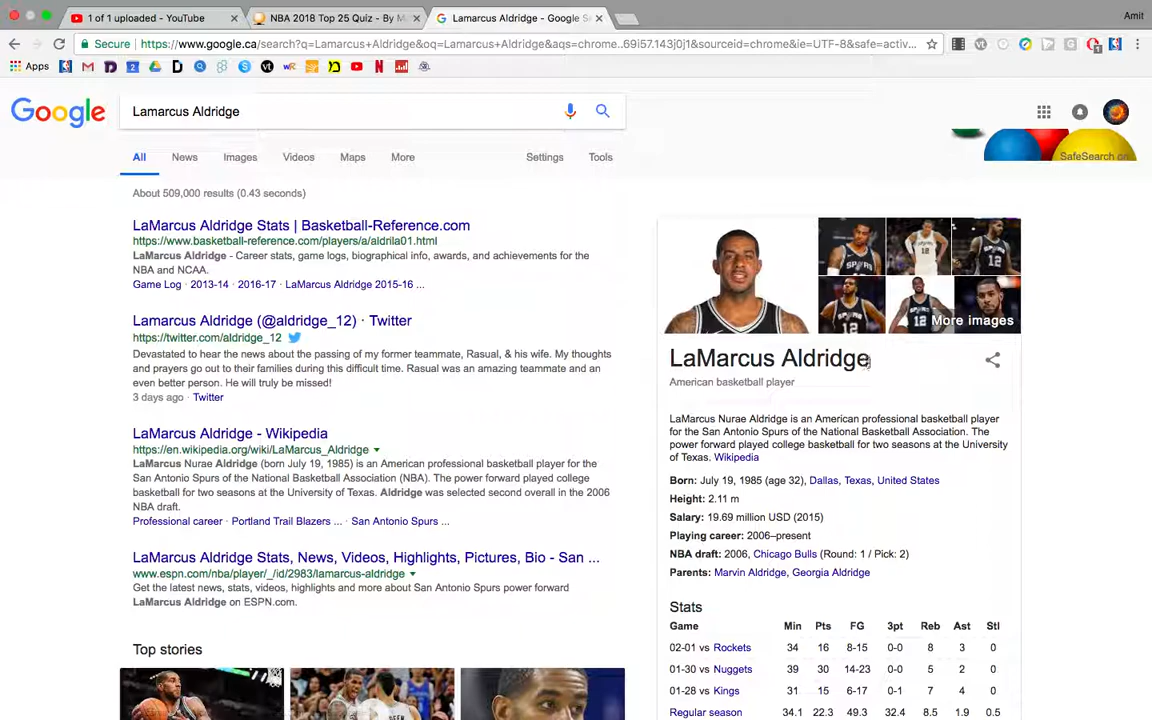 1 of 1 uploaded - YouTube
NBA 2018 Top 25 Quiz - By M
Lamarcus Aldridge - Google S
Amit
Secure https://www.google.ca/search?q=Lamarcus+Aldridge&oq=Lamarcus+Aldridge&aqs=chrome..69i57.143j0j1&sourceid=chrome&ie=UTF-8&safe=activ...
Apps
Google
Lamarcus Aldridge
All News Images Videos Maps More Settings Tools
SafeSearch on
About 509,000 results (0.43 seconds)
LaMarcus Aldridge Stats | Basketball-Reference.com
https://www.basketball-reference.com/players/a/aldrila01.html
LaMarcus Aldridge - Career stats, game logs, biographical info, awards, and achievements for the
NBA and NCAA.
Game Log · 2013-14 · 2016-17 · LaMarcus Aldridge 2015-16 ...
Lamarcus Aldridge (@aldridge_12) · Twitter
https://twitter.com/aldridge_12
Devastated to hear the news about the passing of my former teammate, Rasual, & his wife. My thoughts
and prayers go out to their families during this difficult time. Rasual was an amazing teammate and an
even better person. He will truly be missed!
3 days ago · Twitter
LaMarcus Aldridge - Wikipedia
https://en.wikipedia.org/wiki/LaMarcus_Aldridge
LaMarcus Nurae Aldridge (born July 19, 1985) is an American professional basketball player for the
San Antonio Spurs of the National Basketball Association (NBA). The power forward played college
basketball for two seasons at the University of Texas. Aldridge was selected second overall in the 2006
NBA draft.
Professional career · Portland Trail Blazers ... · San Antonio Spurs ...
LaMarcus Aldridge Stats, News, Videos, Highlights, Pictures, Bio - San ...
www.espn.com/nba/player/_/id/2983/lamarcus-aldridge
Get the latest news, stats, videos, highlights and more about San Antonio Spurs power forward
LaMarcus Aldridge on ESPN.com.
Top stories
More images
LaMarcus Aldridge
American basketball player
LaMarcus Nurae Aldridge is an American professional basketball player
for the San Antonio Spurs of the National Basketball Association. The
power forward played college basketball for two seasons at the University
of Texas. Wikipedia
Born: July 19, 1985 (age 32), Dallas, Texas, United States
Height: 2.11 m
Salary: 19.69 million USD (2015)
Playing career: 2006–present
NBA draft: 2006, Chicago Bulls (Round: 1 / Pick: 2)
Parents: Marvin Aldridge, Georgia Aldridge
Stats
Game Min Pts FG 3pt Reb Ast Stl
02-01 vs Rockets 34 16 8-15 0-0 8 3 0
01-30 vs Nuggets 39 30 14-23 0-0 5 2 0
01-28 vs Kings 31 15 6-17 0-1 7 4 0
Regular season 34.1 22.3 49.3 32.4 8.5 1.9 0.5